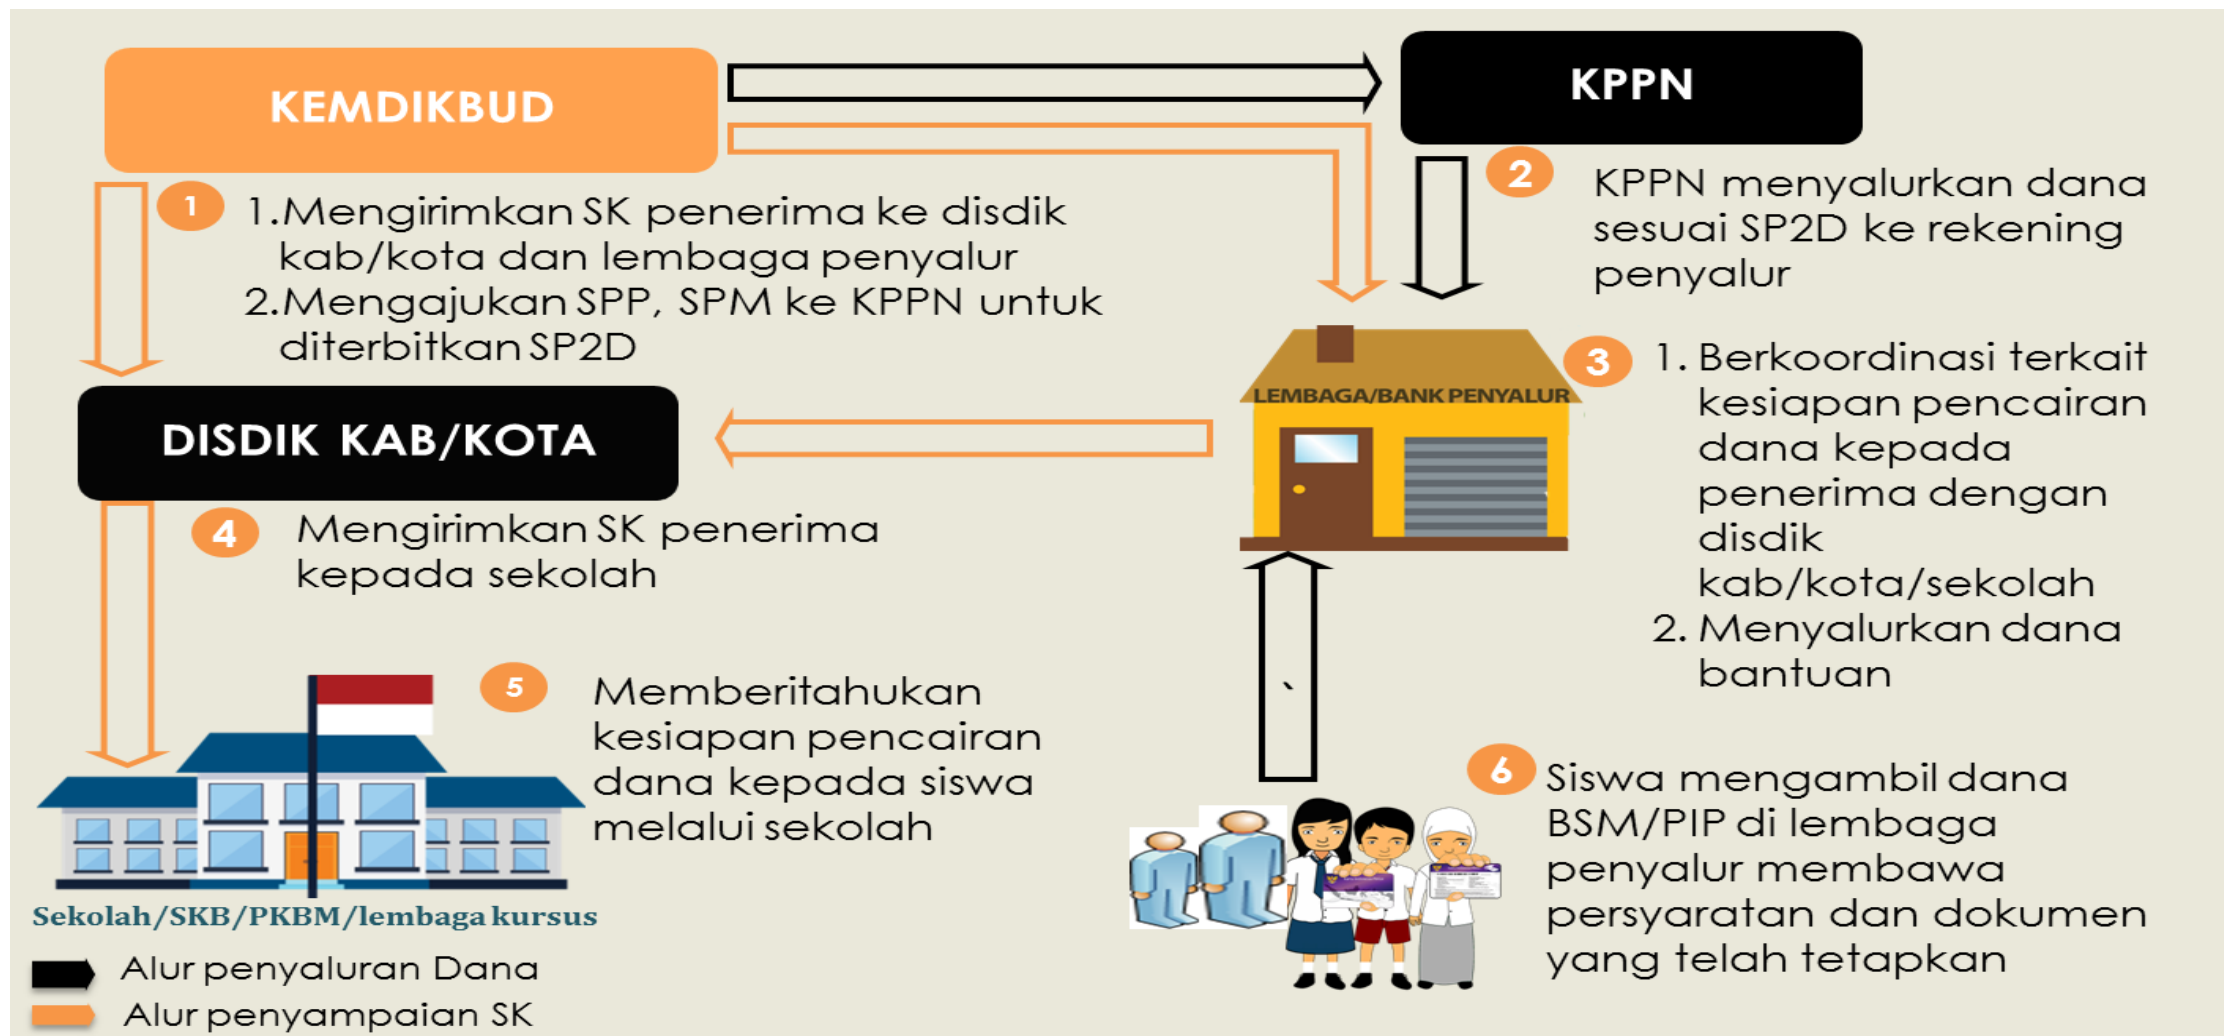 KEMDIKBUD
KPPN
1
1.Mengirimkan SK penerima ke disdik
kab/kota dan lembaga penyalur
2.Mengajukan SPP, SPM ke KPPN untuk
diterbitkan SP2D
2
KPPN menyalurkan dana
sesuai SP2D ke rekening
penyalur
LEMBAGA/BANK PENYALUR
3
1. Berkoordinasi terkait
kesiapan pencairan
dana kepada
penerima dengan
disdik
kab/kota/sekolah
2. Menyalurkan dana
bantuan
DISDIK KAB/KOTA
4
Mengirimkan SK penerima
kepada sekolah
5
Memberitahukan
kesiapan pencairan
dana kepada siswa
melalui sekolah
`
6
Siswa mengambil dana
BSM/PIP di lembaga
penyalur membawa
persyaratan dan dokumen
yang telah tetapkan
Sekolah/SKB/PKBM/lembaga kursus
Alur penyaluran Dana
Alur penyampaian SK